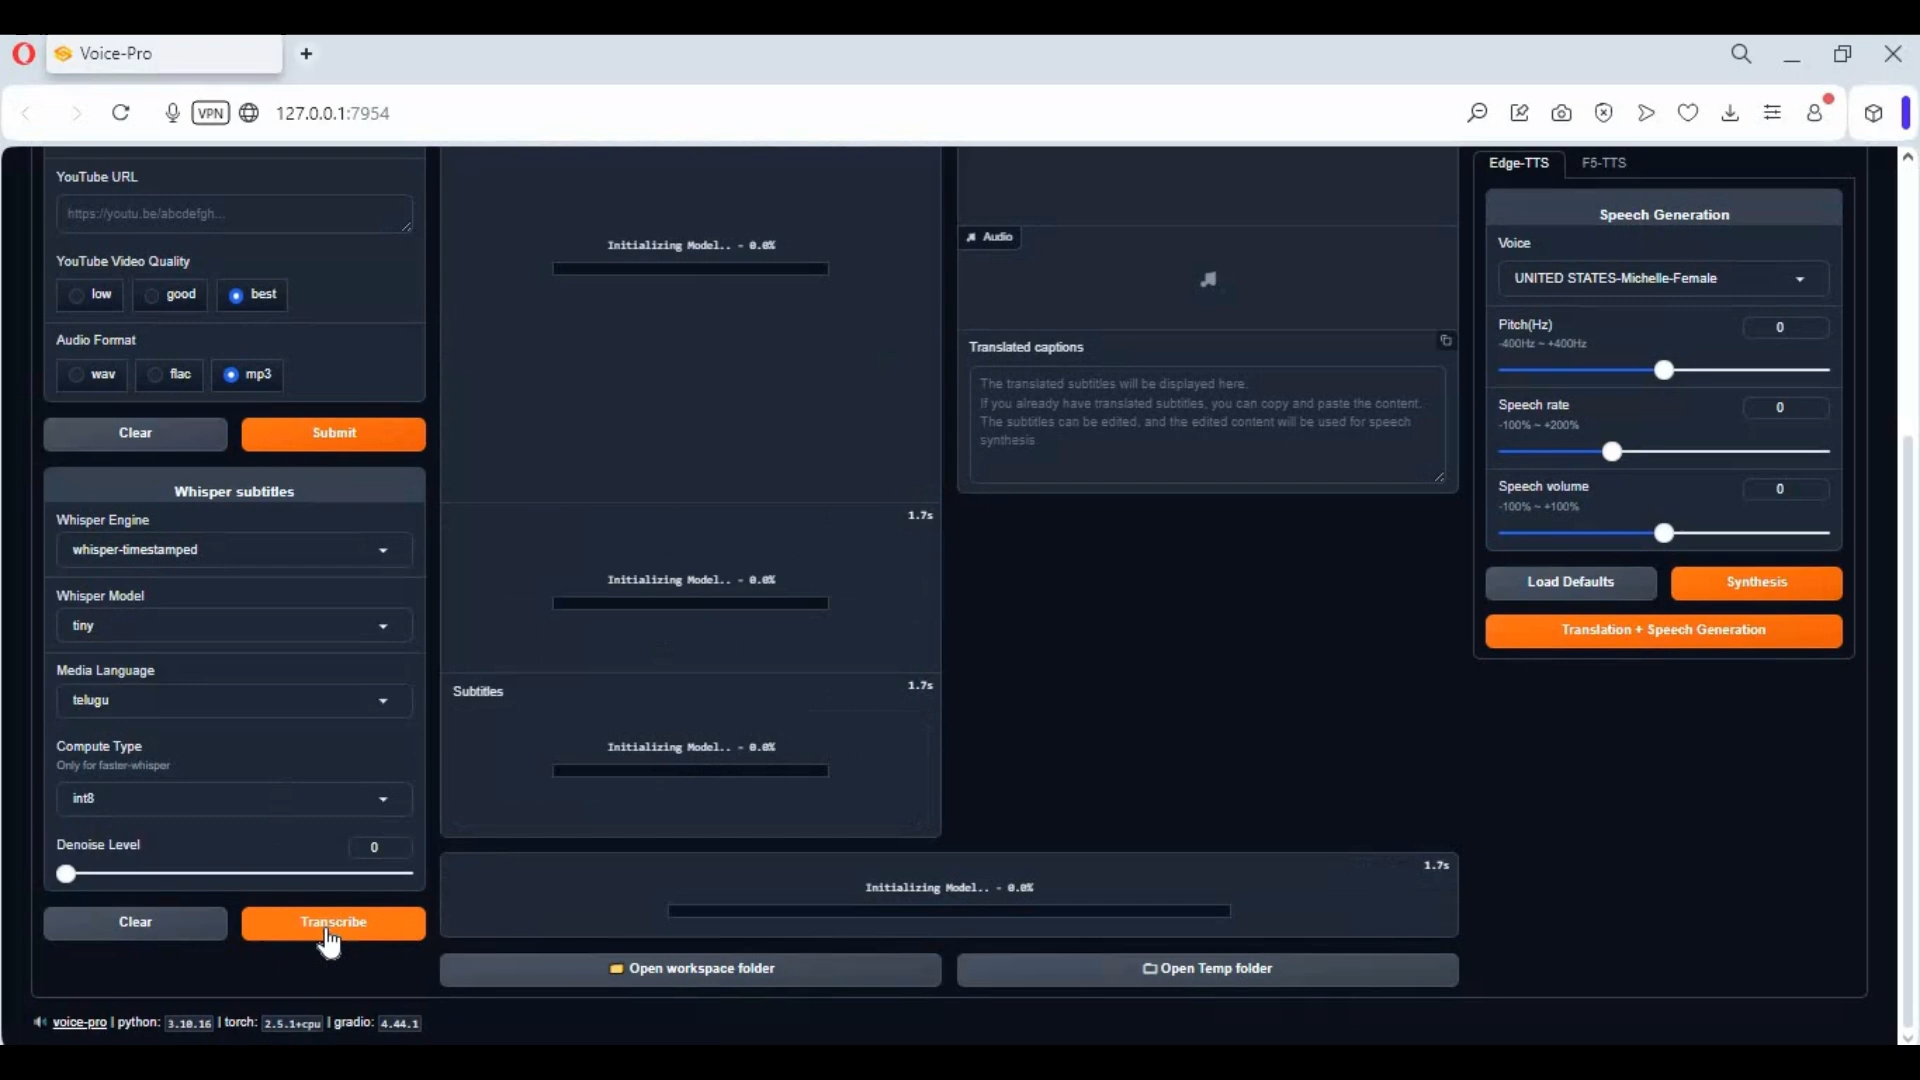 Voice-Pro
VPN
127.0.0.1:7954
YouTube URL
https://youtu.be/abcdefgh...
YouTube Video Quality
low
good
best
Audio Format
wav
flac
mp3
Clear
Submit
Whisper subtitles
Whisper Engine
whisper-timestamped
Whisper Model
tiny
Media Language
telugu
Compute Type
Only for faster-whisper
int8
Denoise Level
0
Clear
Transcribe
Initializing Model.. - 0.0%
1.7s
Initializing Model.. - 0.0%
Subtitles
1.7s
Initializing Model.. - 0.0%
1.7s
Initializing Model.. - 0.0%
Open workspace folder
Open Temp folder
Audio
Translated captions
The translated subtitles will be displayed here.
If you already have translated subtitles, you can copy and paste the content.
The subtitles can be edited, and the edited content will be used for speech
synthesis
Edge-TTS
F5-TTS
Speech Generation
Voice
UNITED STATES-Michelle-Female
Pitch(Hz)
0
-400Hz ~ +400Hz
Speech rate
0
-100% ~ +200%
Speech volume
0
-100% ~ +100%
Load Defaults
Synthesis
Translation + Speech Generation
voice-pro | python: 3.10.16 | torch: 2.5.1+cpu | gradio: 4.44.1